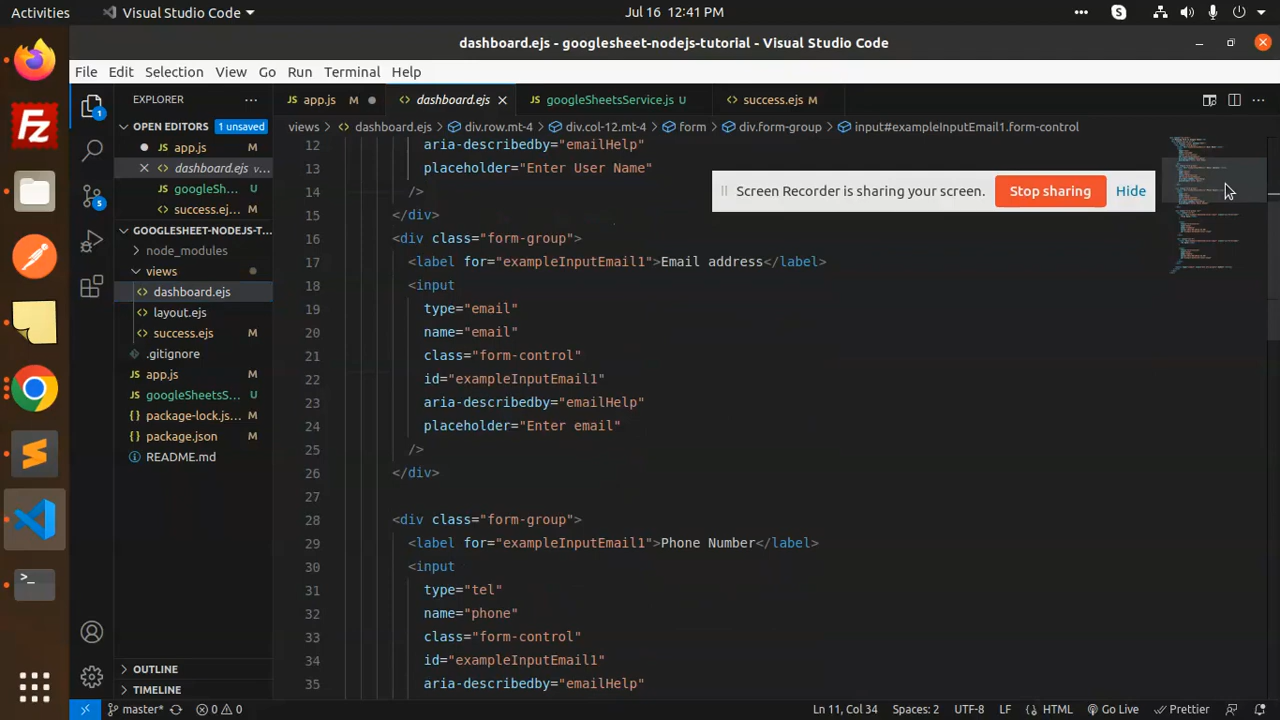 Activities
Visual Studio Code
Jul 16 12:41 PM
dashboard.ejs - googlesheet-nodejs-tutorial - Visual Studio Code
File Edit Selection View Go Run Terminal Help
EXPLORER
app.js M
dashboard.ejs
googleSheetsService.js U
success.ejs M
OPEN EDITORS 1 unsaved
views
dashboard.ejs
div.row.mt-4
div.col-12.mt-4
form
div.form-group
input#exampleInputEmail1.form-control
app.js M
dashboard.ejs v...
googleSh... U
success.ej... M
GOOGLESHEET-NODEJS-T...
node_modules
views
dashboard.ejs
layout.ejs
success.ejs M
.gitignore
app.js M
googleSheetsS... U
package-lock.js... M
package.json M
README.md
OUTLINE
TIMELINE
12 aria-describedby="emailHelp"
13 placeholder="Enter User Name"
14 />
15 </div>
16 <div class="form-group">
17 <label for="exampleInputEmail1">Email address</label>
18 <input
19 type="email"
20 name="email"
21 class="form-control"
22 id="exampleInputEmail1"
23 aria-describedby="emailHelp"
24 placeholder="Enter email"
25 />
26 </div>
27
28 <div class="form-group">
29 <label for="exampleInputEmail1">Phone Number</label>
30 <input
31 type="tel"
32 name="phone"
33 class="form-control"
34 id="exampleInputEmail1"
35 aria-describedby="emailHelp"
Screen Recorder is sharing your screen. Stop sharing Hide
1
5
Fz
S
master* 0 0 Ln 11, Col 34 Spaces: 2 UTF-8 LF HTML Go Live Prettier